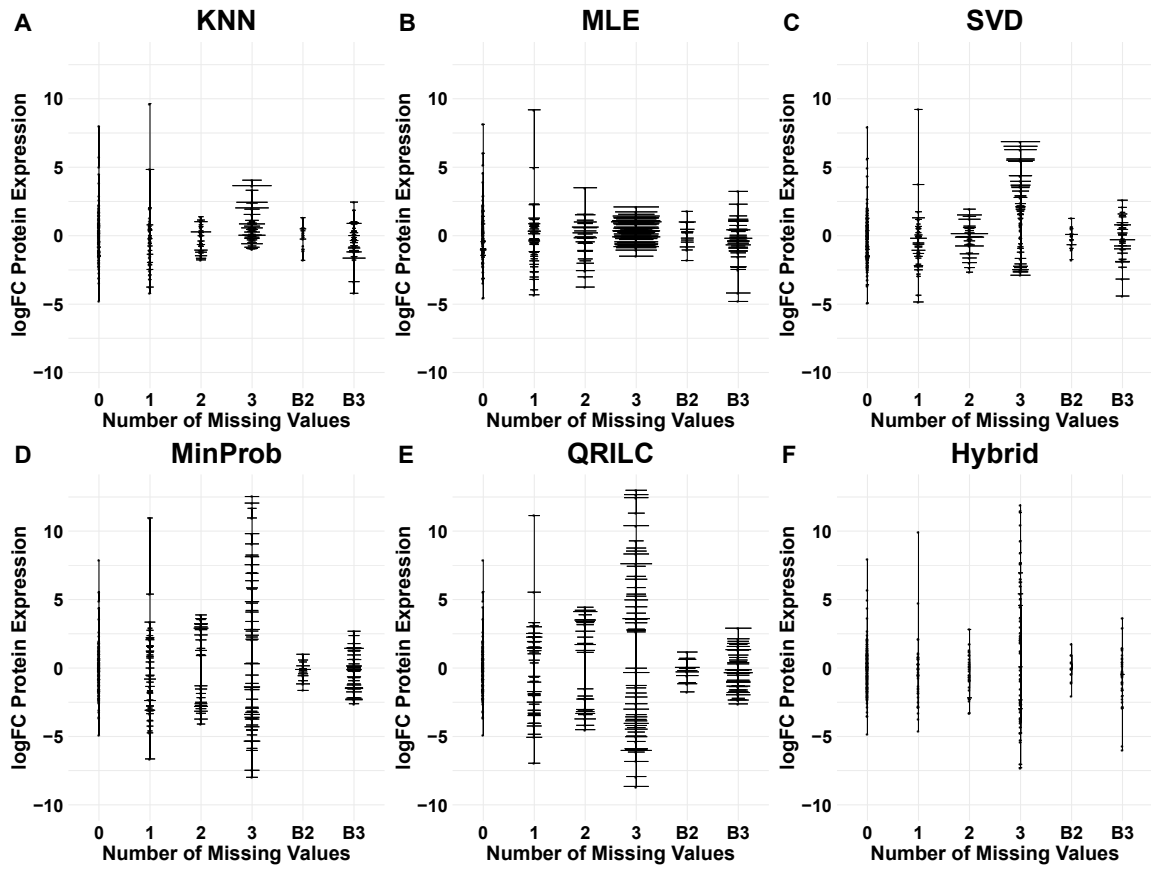 A KNN
logFC Protein Expression
10
5
0
−5
−10
0 1 2 3 B2 B3
Number of Missing Values
B MLE
logFC Protein Expression
10
5
0
−5
−10
0 1 2 3 B2 B3
Number of Missing Values
C SVD
logFC Protein Expression
10
5
0
−5
−10
0 1 2 3 B2 B3
Number of Missing Values
D MinProb
logFC Protein Expression
10
5
0
−5
−10
0 1 2 3 B2 B3
Number of Missing Values
E QRILC
logFC Protein Expression
10
5
0
−5
−10
0 1 2 3 B2 B3
Number of Missing Values
F Hybrid
logFC Protein Expression
10
5
0
−5
−10
0 1 2 3 B2 B3
Number of Missing Values